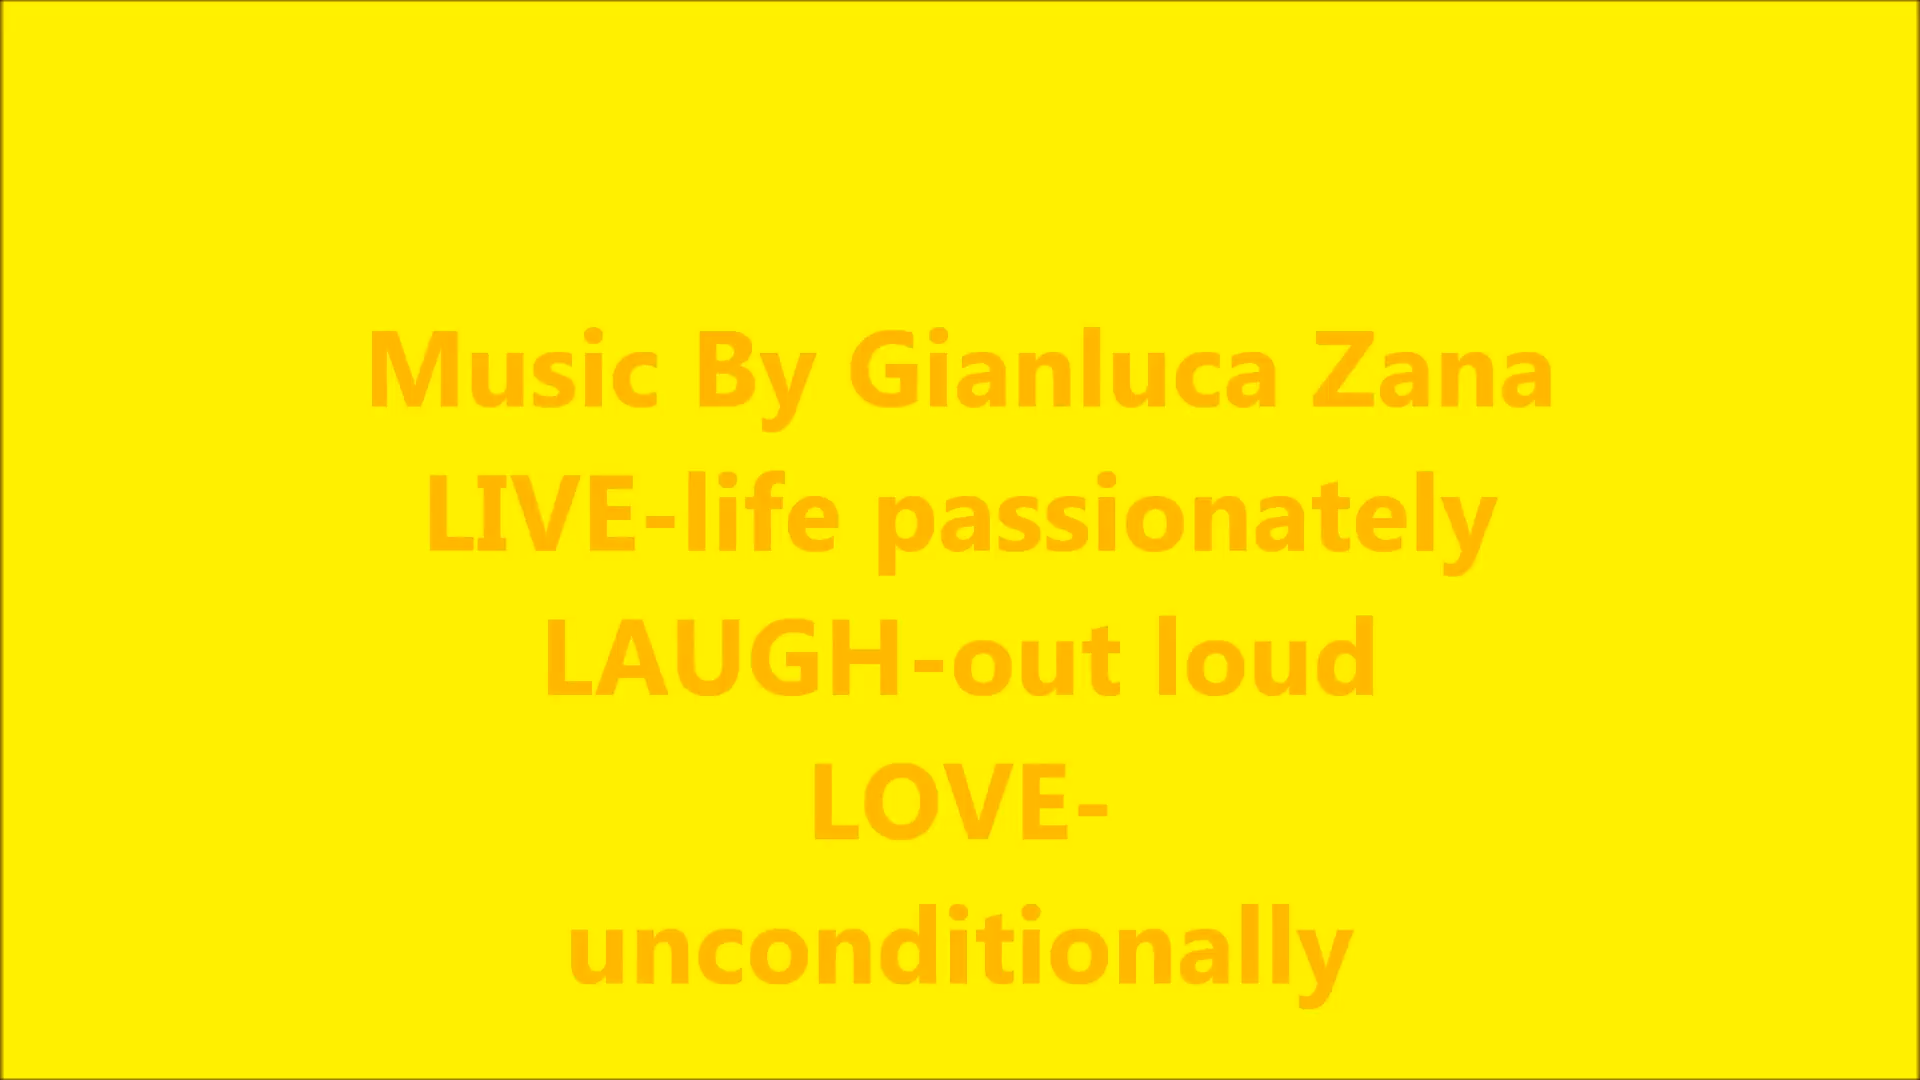 Music By Gianluca Zana
LIVE-life passionately
LAUGH-out loud
LOVE-
unconditionally